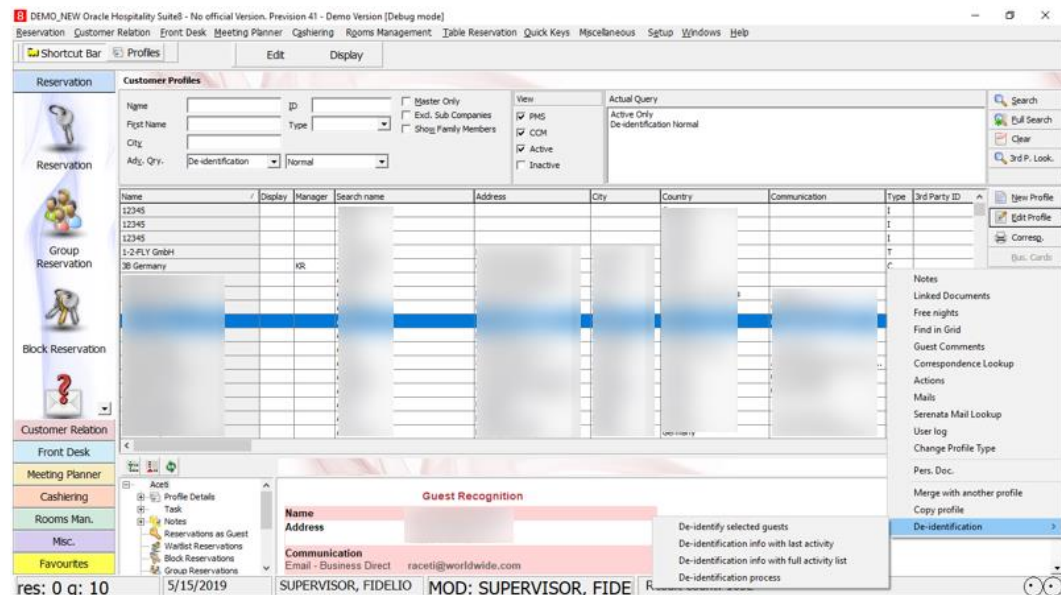 DEMO_NEW Oracle Hospitality Suite8 - No official Version. Prevision 41 - Demo Version [Debug mode]
Reservation Customer Relation Front Desk Meeting Planner Cashiering Rooms Management Table Reservation Quick Keys Miscellaneous Setup Windows Help
Shortcut Bar Profiles Edit Display
Reservation
Reservation
Group Reservation
Block Reservation
Customer Relation
Front Desk
Meeting Planner
Cashiering
Rooms Man.
Misc.
Favourites
Customer Profiles
Name ID Master Only
First Name Type Excl. Sub Companies
City Show Family Members
Adv. Qry. De-identification Normal
View
PMS
CCM
Active
Inactive
Actual Query
Active Only
De-identification Normal
Search
Full Search
Clear
3rd P. Look.
Name Display Manager Search name Address City Country Communication Type 3rd Party ID
12345 I
12345 I
12345 I
1-2-FLY GmbH T
3B Germany KR C
Germany
New Profile
Edit Profile
Corresp.
Bus. Cards
Notes
Linked Documents
Free nights
Find in Grid
Guest Comments
Correspondence Lookup
Actions
Mails
Serenata Mail Lookup
User log
Change Profile Type
Pers. Doc.
Merge with another profile
Copy profile
De-identification
De-identify selected guests
De-identification info with last activity
De-identification info with full activity list
De-identification process
Aceti
Profile Details
Task
Notes
Reservations as Guest
Waitlist Reservations
Block Reservations
Group Reservations
Guest Recognition
Name
Address
Communication
Email - Business Direct raceti@worldwide.com
res: 0 g: 10 5/15/2019 SUPERVISOR, FIDELIO MOD: SUPERVISOR, FIDE